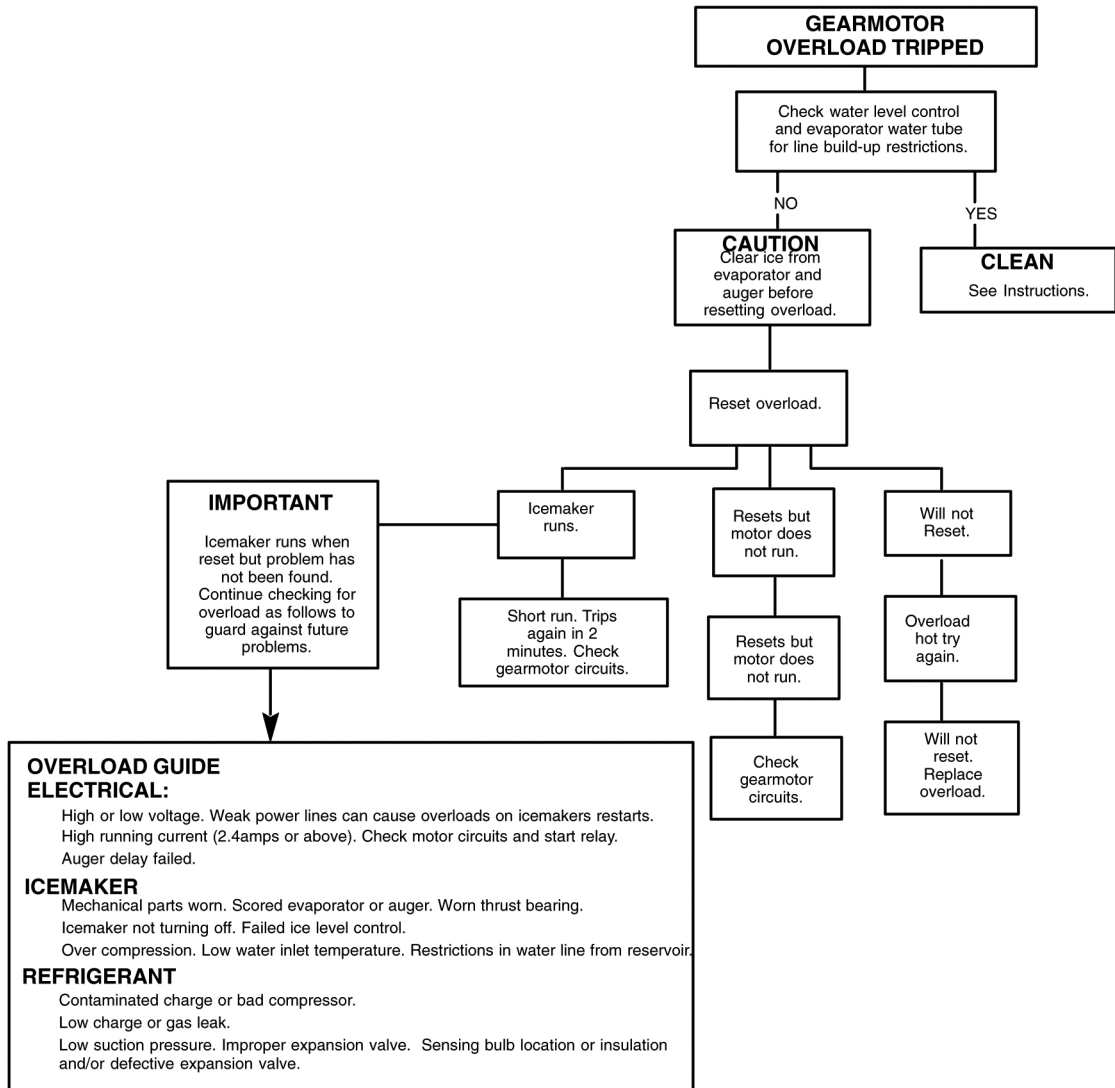 GEARMOTOR
OVERLOAD TRIPPED
Check water level control
and evaporator water tube
for line build-up restrictions.
NO
YES
CAUTION
Clear ice from
evaporator and
auger before
resetting overload.
CLEAN
See Instructions.
Reset overload.
IMPORTANT
Icemaker runs when
reset but problem has
not been found.
Continue checking for
overload as follows to
guard against future
problems.
Icemaker
runs.
Short run. Trips
again in 2
minutes. Check
gearmotor circuits.
Resets but
motor does
not run.
Resets but
motor does
not run.
Check
gearmotor
circuits.
Will not
Reset.
Overload
hot try
again.
Will not
reset.
Replace
overload.
OVERLOAD GUIDE
ELECTRICAL:
High or low voltage. Weak power lines can cause overloads on icemakers restarts.
High running current (2.4amps or above). Check motor circuits and start relay.
Auger delay failed.
ICEMAKER
Mechanical parts worn. Scored evaporator or auger. Worn thrust bearing.
Icemaker not turning off. Failed ice level control.
Over compression. Low water inlet temperature. Restrictions in water line from reservoir.
REFRIGERANT
Contaminated charge or bad compressor.
Low charge or gas leak.
Low suction pressure. Improper expansion valve. Sensing bulb location or insulation
and/or defective expansion valve.